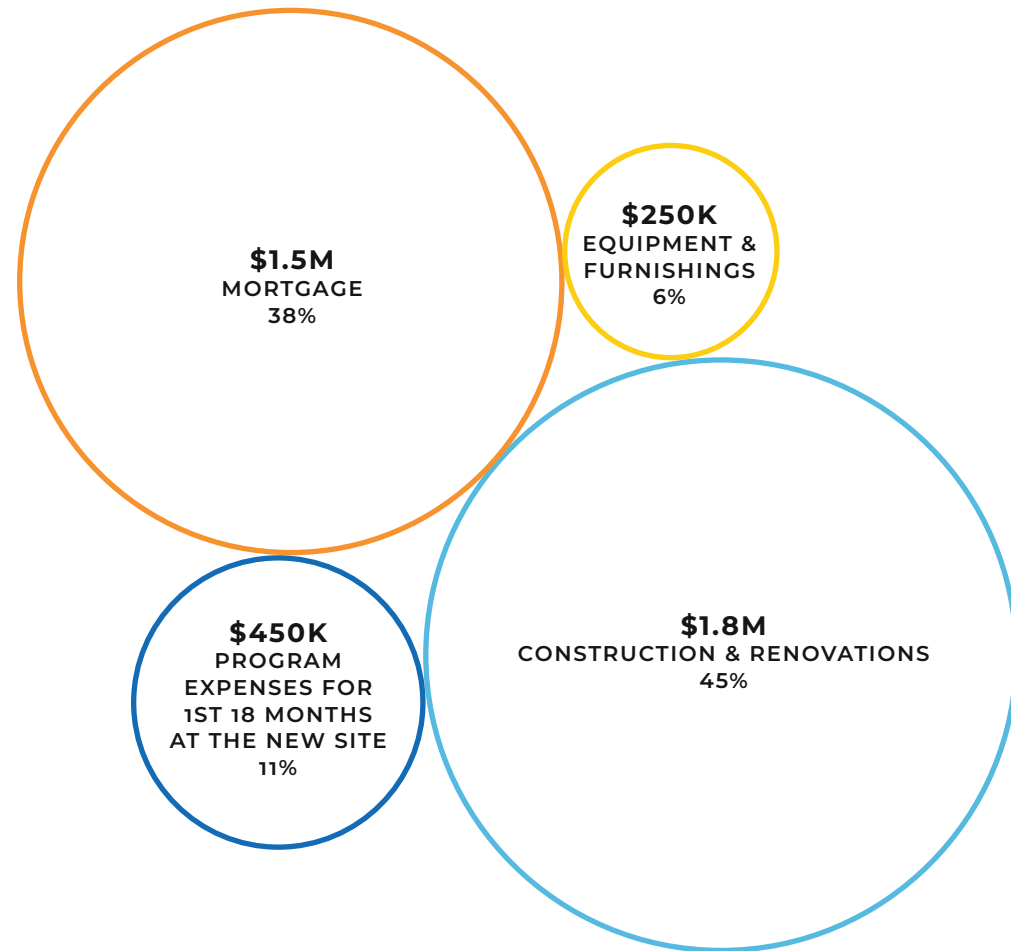 $1.5M
MORTGAGE
38%
$250K
EQUIPMENT &
FURNISHINGS
6%
$450K
PROGRAM
EXPENSES FOR
1ST 18 MONTHS
AT THE NEW SITE
11%
$1.8M
CONSTRUCTION & RENOVATIONS
45%